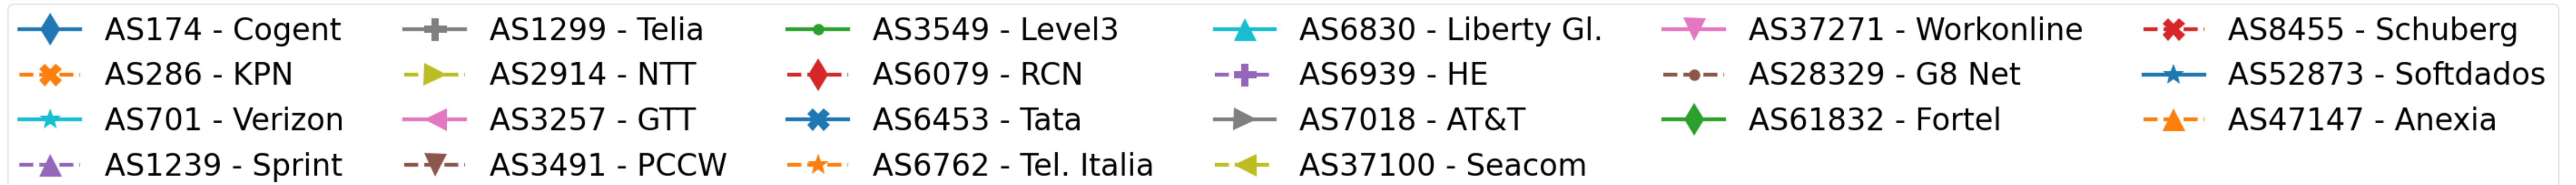 AS174 - Cogent AS1299 - Telia AS3549 - Level3 AS6830 - Liberty Gl. AS37271 - Workonline AS8455 - Schuberg
AS286 - KPN AS2914 - NTT AS6079 - RCN AS6939 - HE AS28329 - G8 Net AS52873 - Softdados
AS701 - Verizon AS3257 - GTT AS6453 - Tata AS7018 - AT&T AS61832 - Fortel AS47147 - Anexia
AS1239 - Sprint AS3491 - PCCW AS6762 - Tel. Italia AS37100 - Seacom